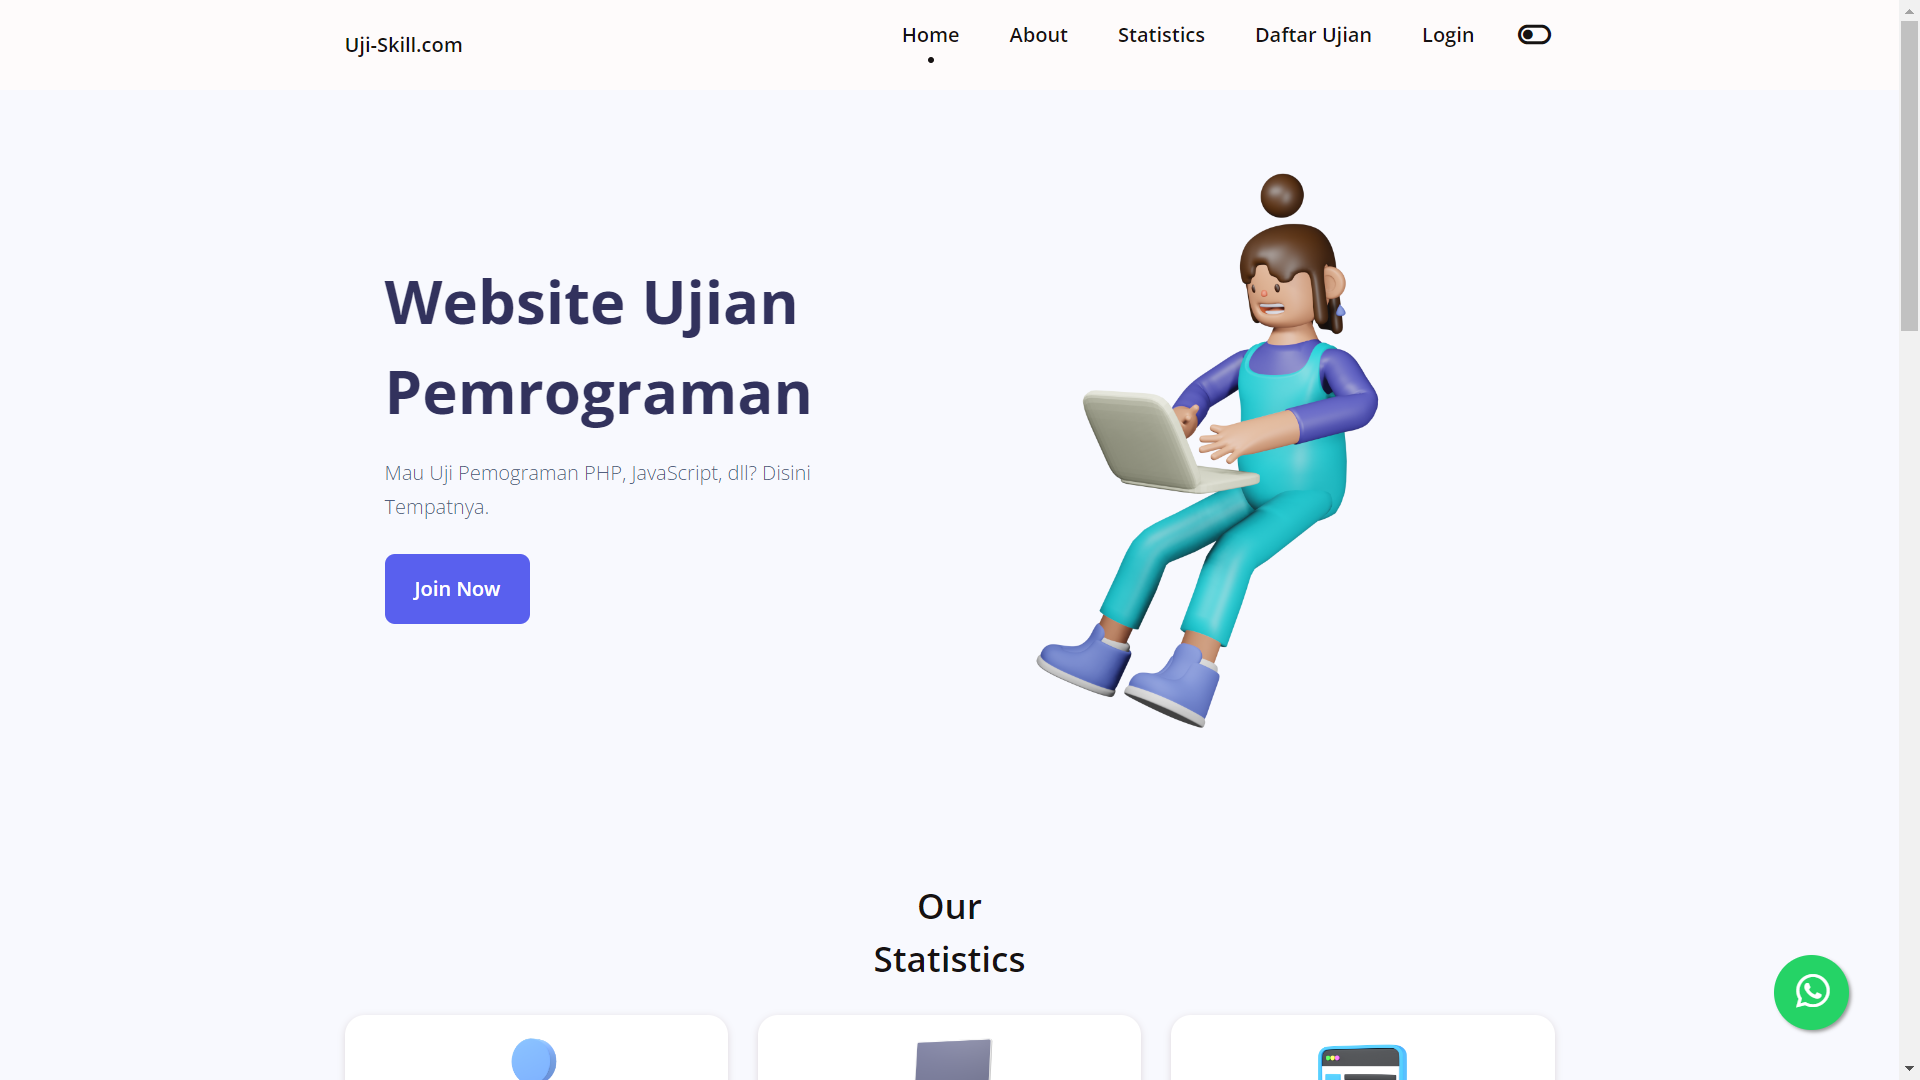 Uji-Skill.com
Home
About
Statistics
Daftar Ujian
Login
Website Ujian
Pemrograman
Mau Uji Pemograman PHP, JavaScript, dll? Disini
Tempatnya.
Join Now
Our
Statistics